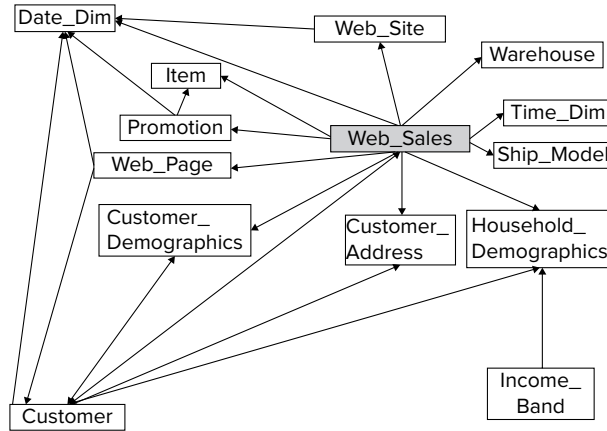 Date_Dim
Web_Site
Warehouse
Item
Time_Dim
Promotion
Web_Sales
Ship_Model
Web_Page
Customer_
Demographics
Customer_
Address
Household_
Demographics
Income_
Band
Customer